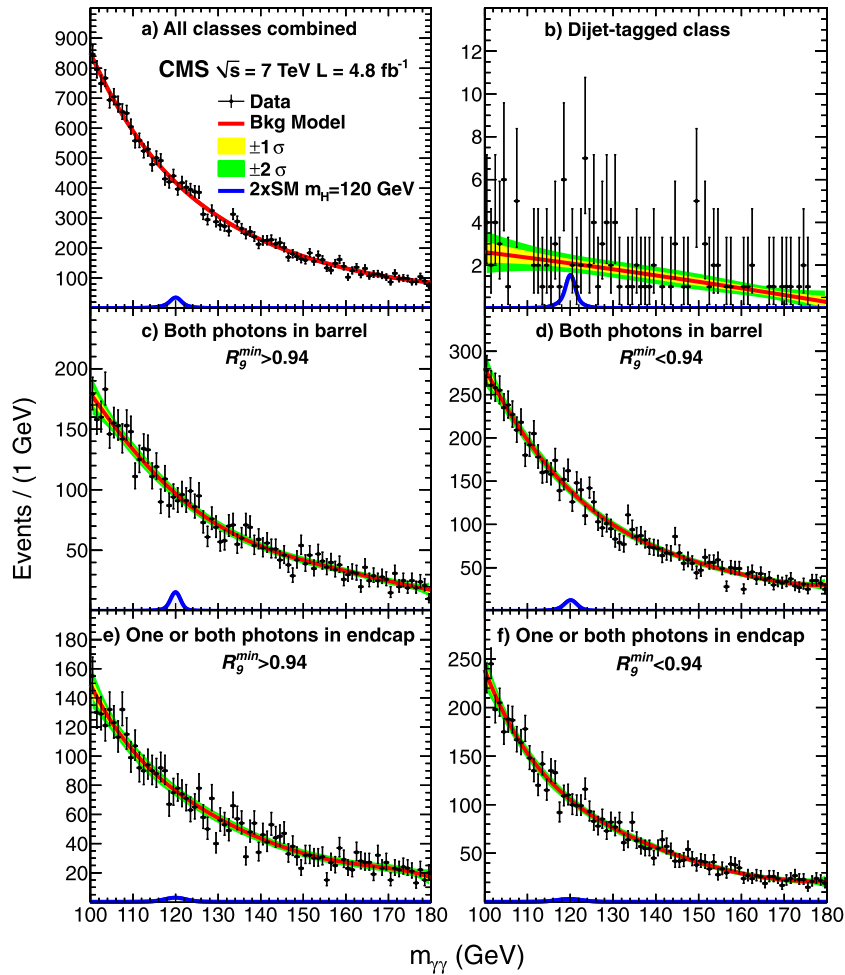 a) All classes combined
CMS √s = 7 TeV L = 4.8 fb⁻¹
Data
Bkg Model
±1 σ
±2 σ
2xSM m_H=120 GeV
900
800
700
600
500
400
300
200
100
b) Dijet-tagged class
12
10
8
6
4
2
c) Both photons in barrel
R₉ᵐⁱⁿ>0.94
200
150
100
50
d) Both photons in barrel
R₉ᵐⁱⁿ<0.94
300
250
200
150
100
50
e) One or both photons in endcap
R₉ᵐⁱⁿ>0.94
180
160
140
120
100
80
60
40
20
100 110 120 130 140 150 160 170 180
f) One or both photons in endcap
R₉ᵐⁱⁿ<0.94
250
200
150
100
50
100 110 120 130 140 150 160 170 180
Events / (1 GeV)
m_γγ (GeV)